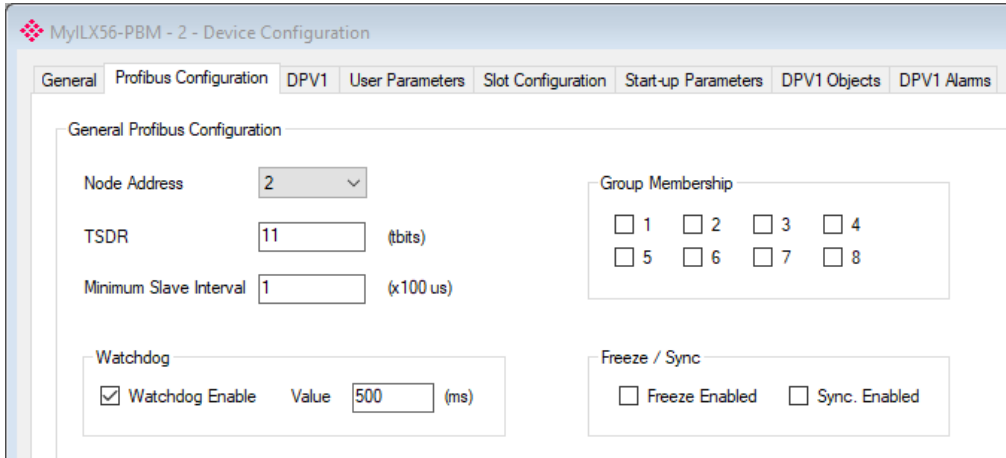 MyILX56-PBM - 2 - Device Configuration
General Profibus Configuration DPV1 User Parameters Slot Configuration Start-up Parameters DPV1 Objects DPV1 Alarms
General Profibus Configuration
Node Address 2
TSDR 11 (tbits)
Minimum Slave Interval 1 (x100 us)
Group Membership
1 2 3 4
5 6 7 8
Watchdog
Watchdog Enable Value 500 (ms)
Freeze / Sync
Freeze Enabled Sync. Enabled